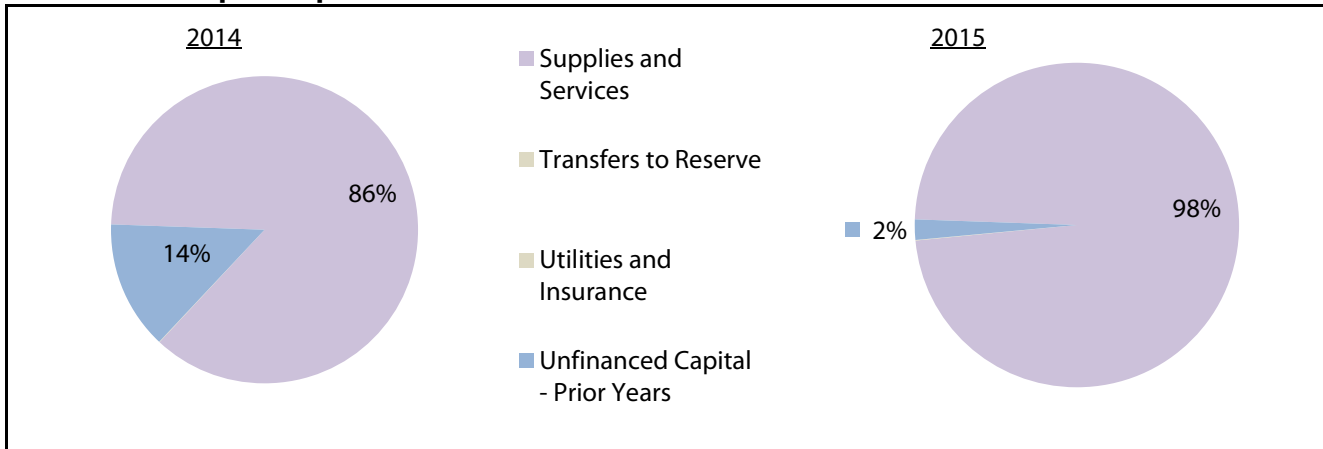 2014
86%
14%
Supplies and
Services
Transfers to Reserve
Utilities and
Insurance
Unfinanced Capital
- Prior Years
2015
98%
2%